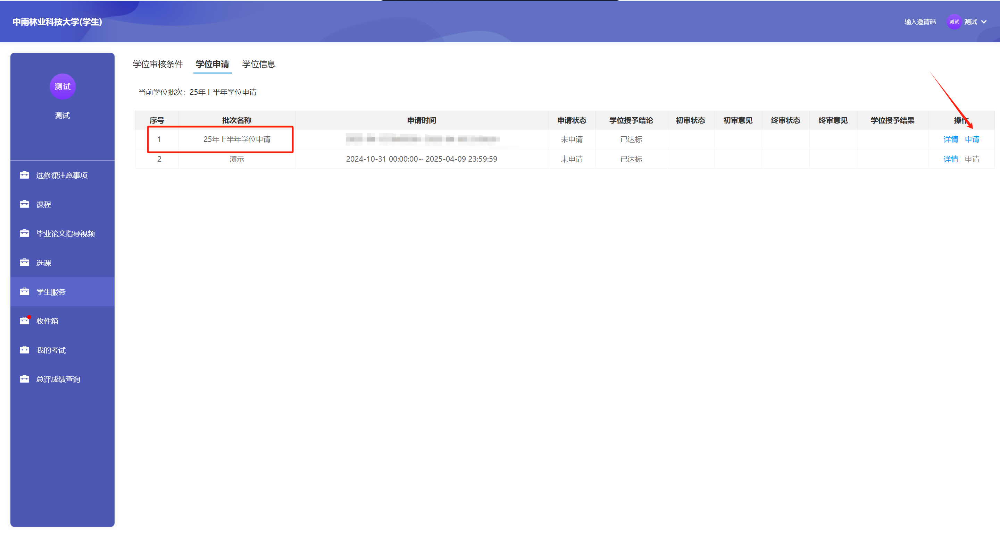 中南林业科技大学(学生)
输入邀请码 测试 测试
测试
测试
选修课注意事项
课程
毕业论文指导视频
选课
学生服务
收件箱
我的考试
总评成绩查询
学位审核条件 学位申请 学位信息
当前学位批次：25年上半年学位申请
序号 批次名称 申请时间 申请状态 学位授予结论 初审状态 初审意见 终审状态 终审意见 学位授予结果 操作
1 25年上半年学位申请 未申请 已达标 详情 申请
2 演示 2024-10-31 00:00:00~ 2025-04-09 23:59:59 未申请 已达标 详情 申请